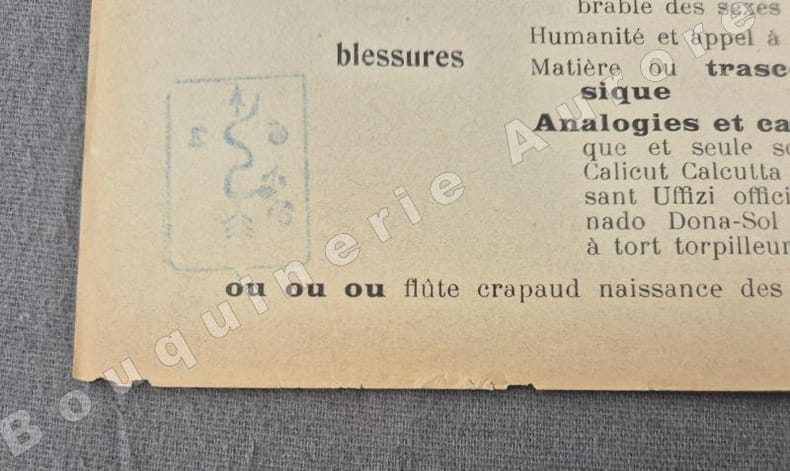 brable des sexes
Humanité et appel à
blessures
Matière ou trasc
sique
Analogies et ca
que et seule so
Calicut Calcutta
sant Uffizi offici
nado Dona-Sol
à tort torpilleur
ou ou ou flûte crapaud naissance des
Bouquinerie Aurore